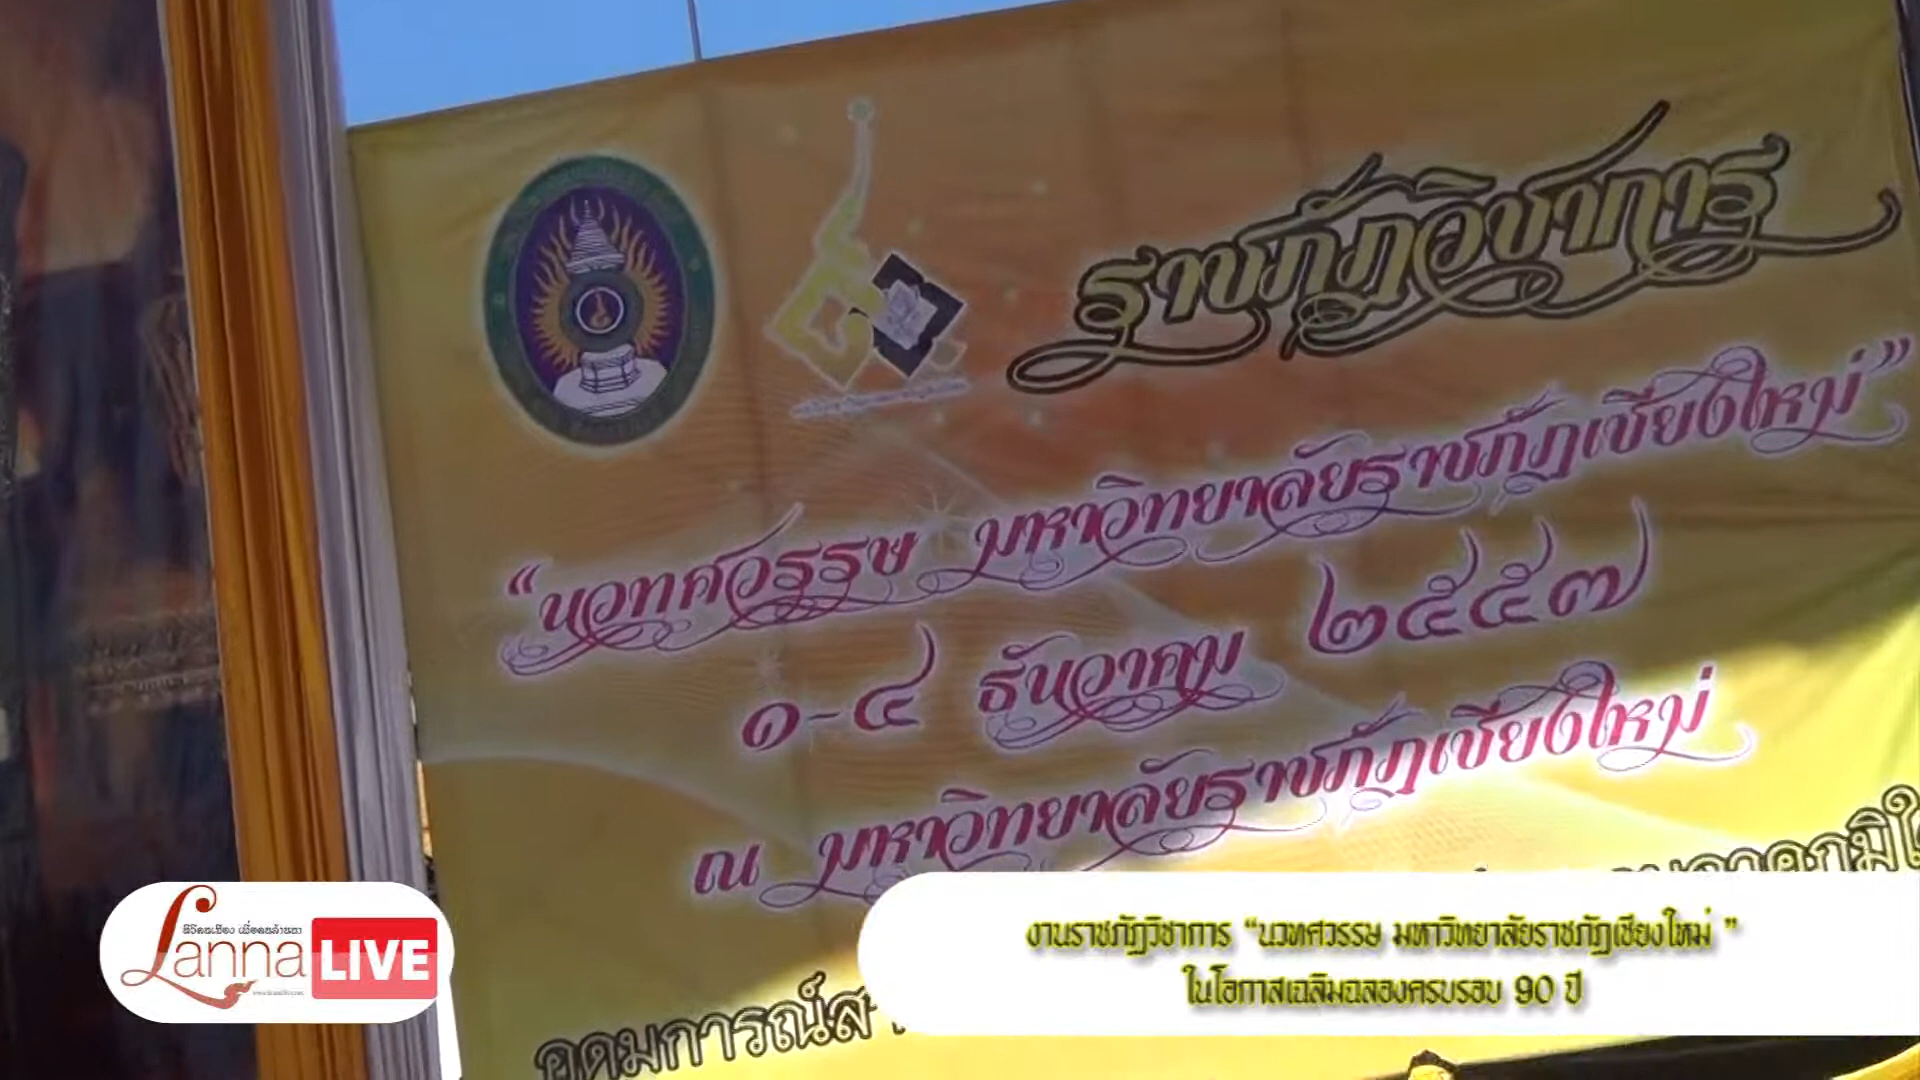 ราชภัฏวิชาการ
“นวทศวรรษ มหาวิทยาลัยราชภัฏเชียงใหม่”
๑-๔ ธันวาคม ๒๕๕๗
ณ มหาวิทยาลัยราชภัฏเชียงใหม่
อุดมการณ์
Lanna LIVE
งานราชภัฏวิชาการ “นวทศวรรษ มหาวิทยาลัยราชภัฏเชียงใหม่ ”
ในโอกาสเฉลิมฉลองครบรอบ 90 ปี